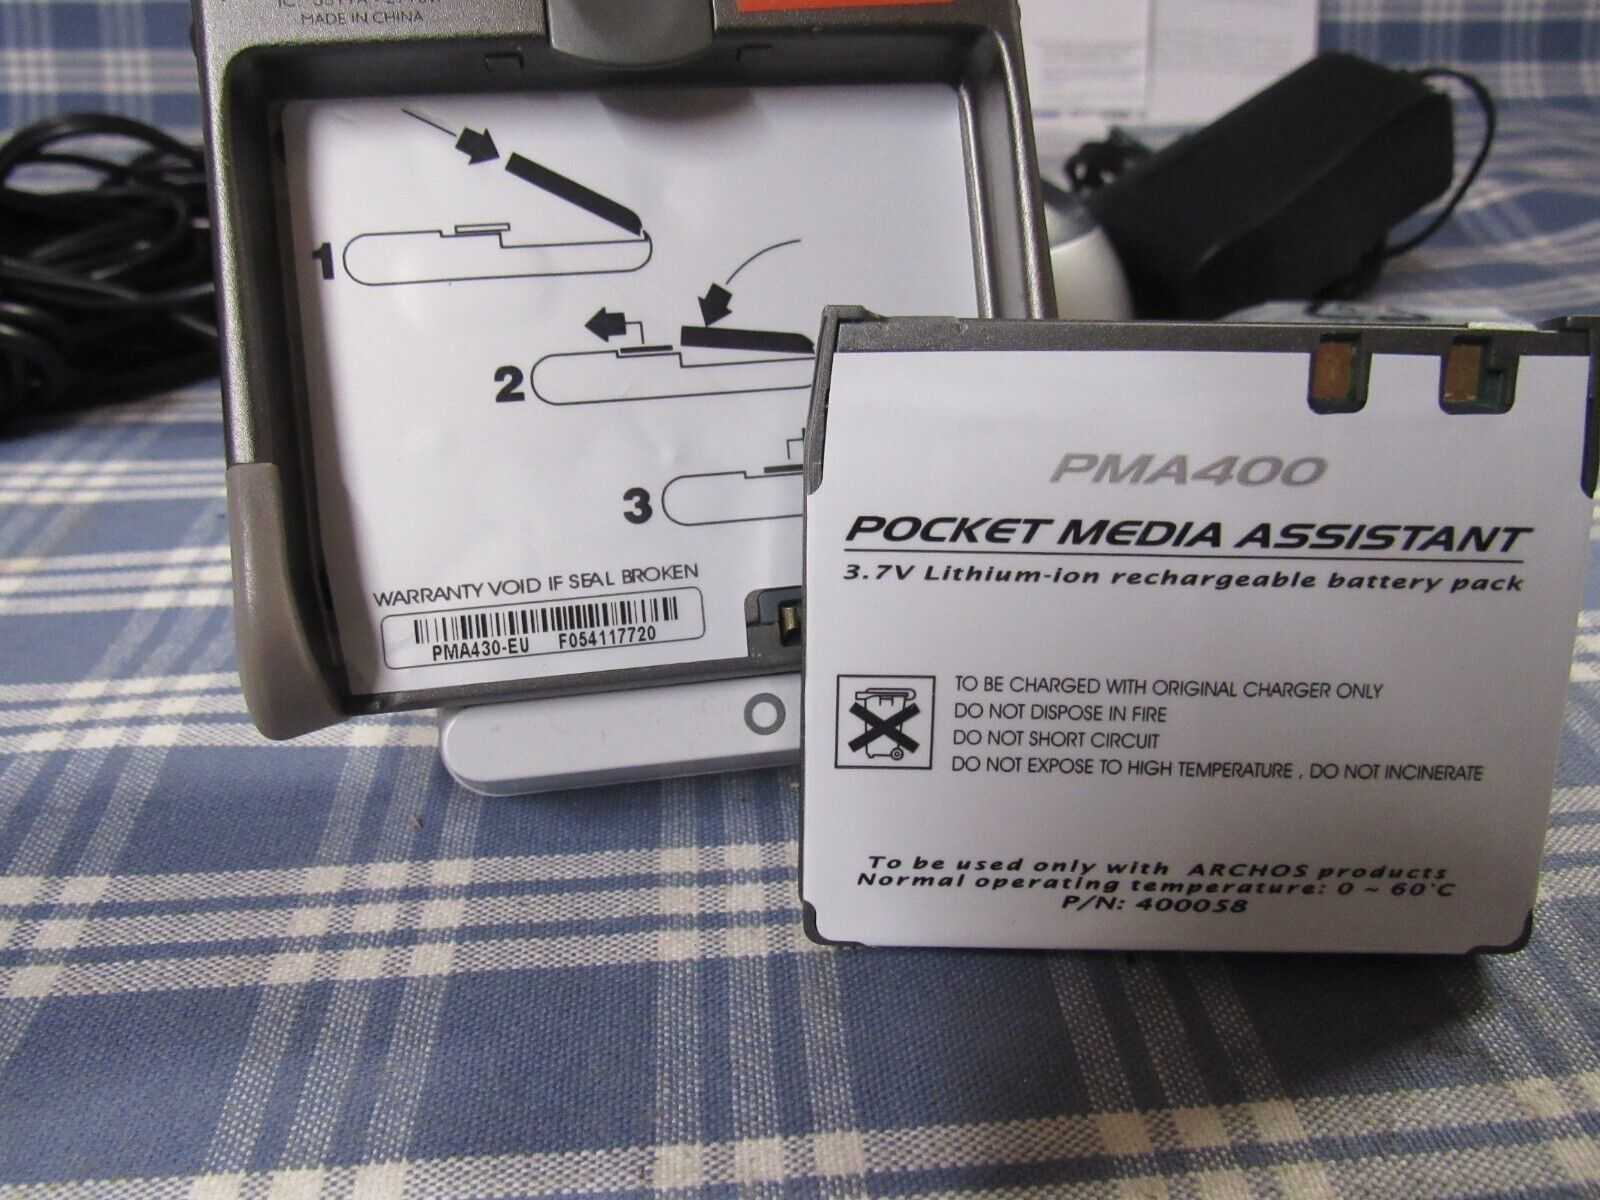 MADE IN CHINA
1
2
3
WARRANTY VOID IF SEAL BROKEN
PMA430-EU F054117720
PMA400
POCKET MEDIA ASSISTANT
3.7V Lithium-ion rechargeable battery pack
TO BE CHARGED WITH ORIGINAL CHARGER ONLY
DO NOT DISPOSE IN FIRE
DO NOT SHORT CIRCUIT
DO NOT EXPOSE TO HIGH TEMPERATURE , DO NOT INCINERATE
To be used only with ARCHOS products
Normal operating temperature: 0 ~ 60°C
P/N: 400058